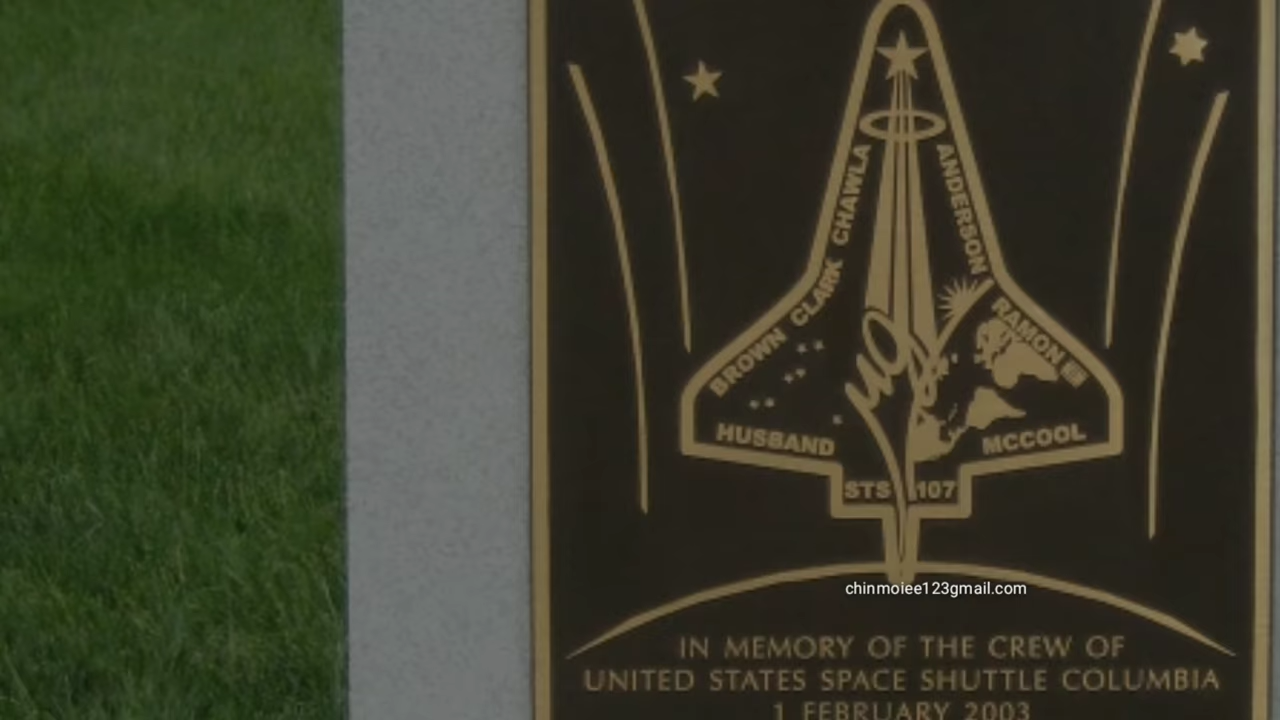 CHAWLA
ANDERSON
CLARK
BROWN
RAMON
HUSBAND
MCCOOL
STS 107
chinmoiee123gmail.com
IN MEMORY OF THE CREW OF
UNITED STATES SPACE SHUTTLE COLUMBIA
1 FEBRUARY 2003